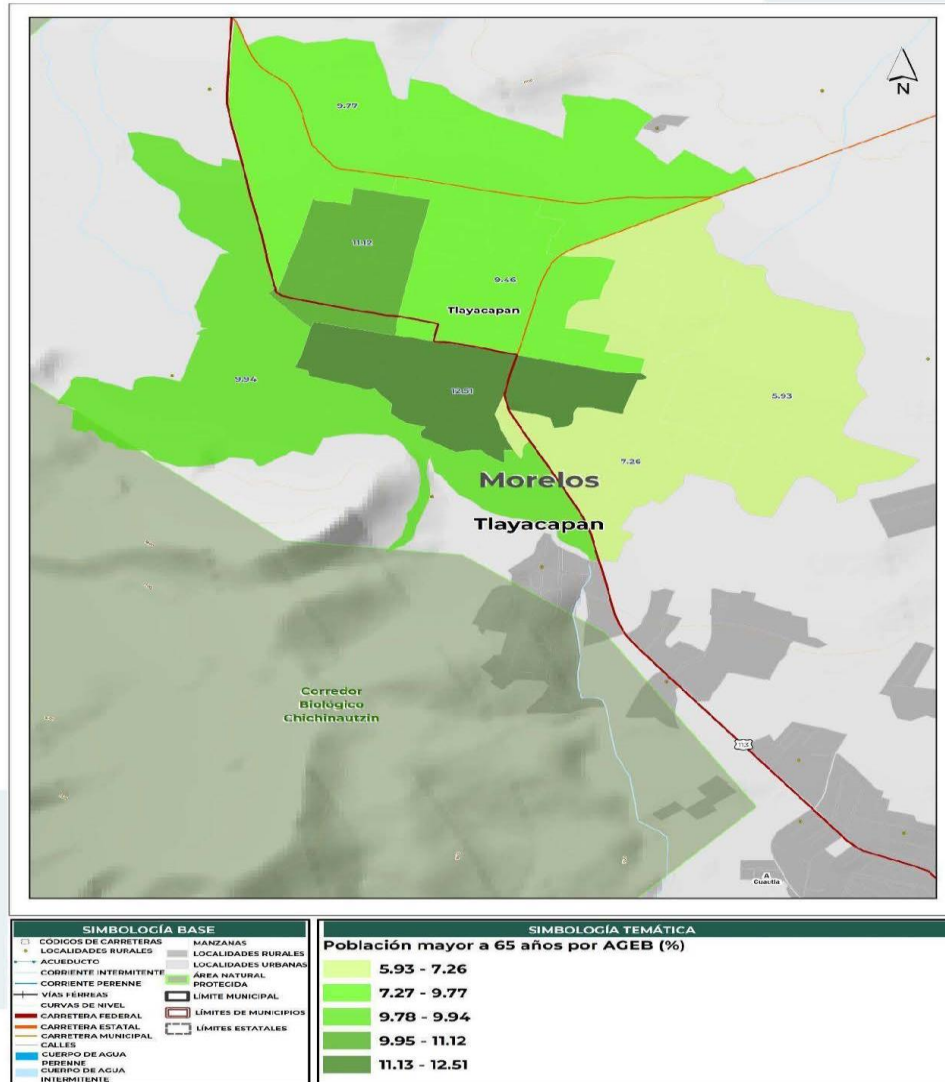 N
9.77
11.12
9.46
Tlayacapan
9.94
12.51
5.93
7.26
Morelos
Tlayacapan
Corredor
Biológico
Chichinautzin
113
A
Cuautla
SIMBOLOGÍA BASE
CÓDIGOS DE CARRETERAS
LOCALIDADES RURALES
ACUEDUCTO
CORRIENTE INTERMITENTE
CORRIENTE PERENNE
VÍAS FÉRREAS
CURVAS DE NIVEL
CARRETERA FEDERAL
CARRETERA ESTATAL
CARRETERA MUNICIPAL
CALLES
CUERPO DE AGUA
PERENNE
CUERPO DE AGUA
INTERMITENTE
MANZANAS
LOCALIDADES RURALES
LOCALIDADES URBANAS
ÁREA NATURAL
PROTEGIDA
LÍMITE MUNICIPAL
LÍMITES DE MUNICIPIOS
LÍMITES ESTATALES
SIMBOLOGÍA TEMÁTICA
Población mayor a 65 años por AGEB (%)
5.93 - 7.26
7.27 - 9.77
9.78 - 9.94
9.95 - 11.12
11.13 - 12.51